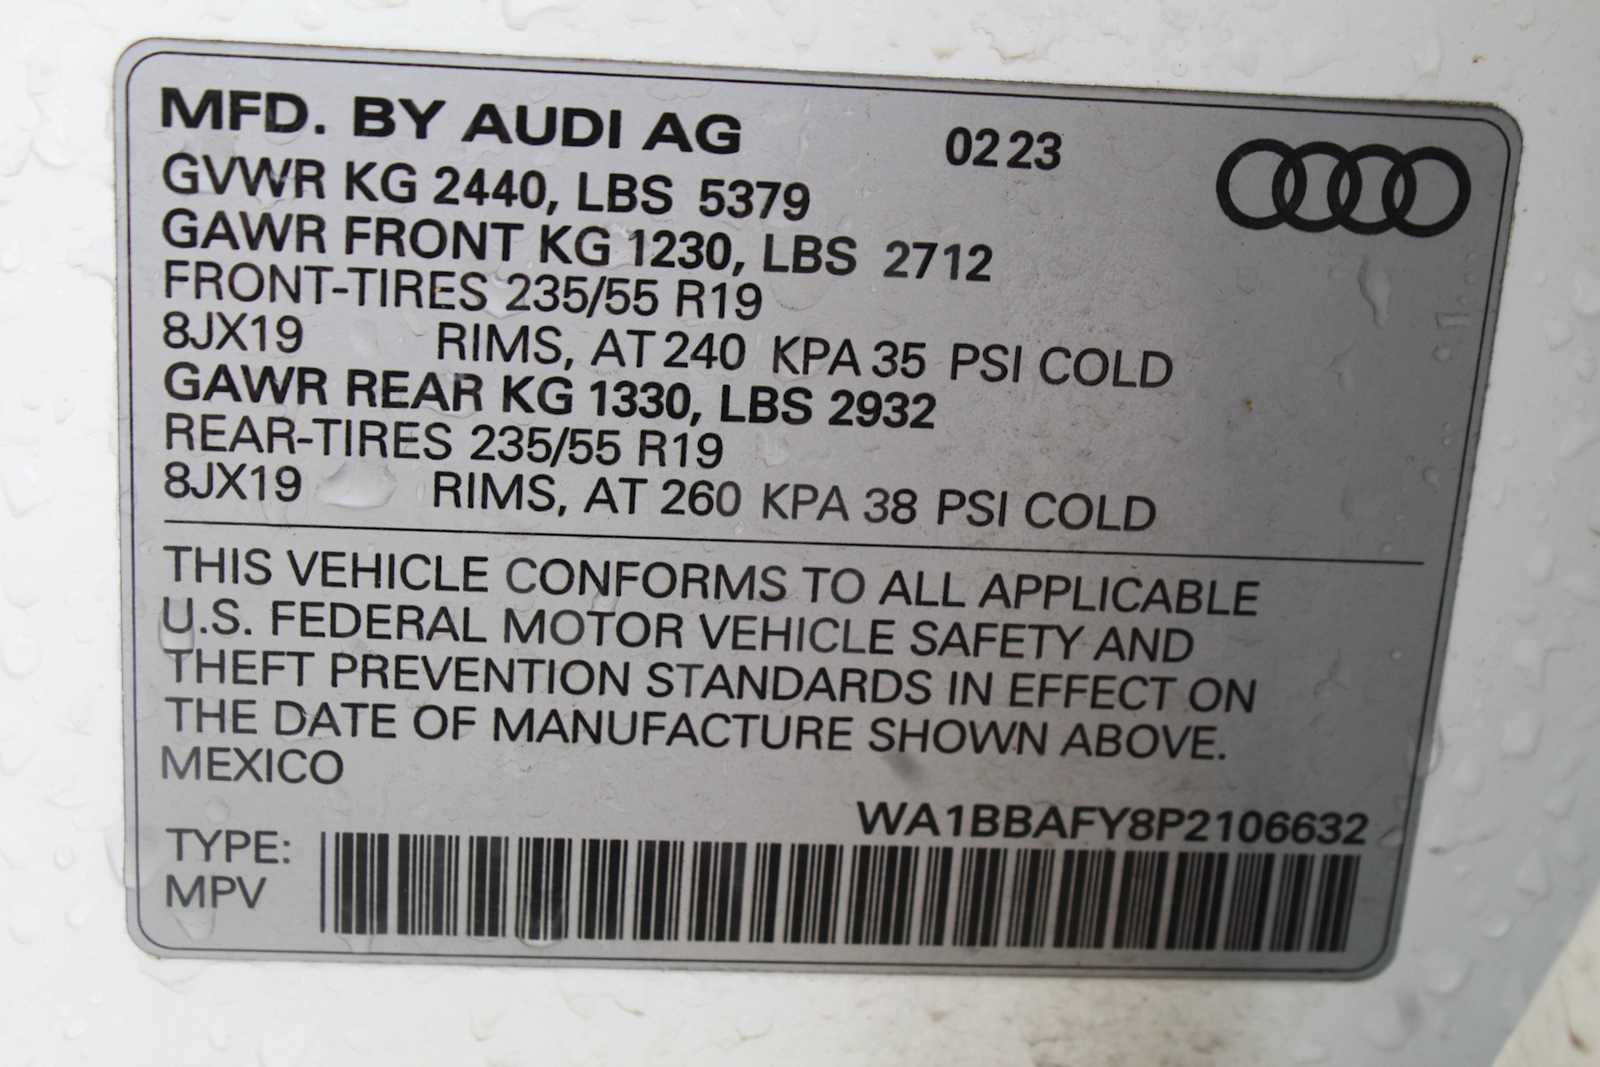 MFD. BY AUDI AG 02 23
GVWR KG 2440, LBS 5379
GAWR FRONT KG 1230, LBS 2712
FRONT-TIRES 235/55 R19
8JX19 RIMS, AT 240 KPA 35 PSI COLD
GAWR REAR KG 1330, LBS 2932
REAR-TIRES 235/55 R19
8JX19 RIMS, AT 260 KPA 38 PSI COLD
THIS VEHICLE CONFORMS TO ALL APPLICABLE
U.S. FEDERAL MOTOR VEHICLE SAFETY AND
THEFT PREVENTION STANDARDS IN EFFECT ON
THE DATE OF MANUFACTURE SHOWN ABOVE.
MEXICO
WA1BBAFY8P2106632
TYPE:
MPV